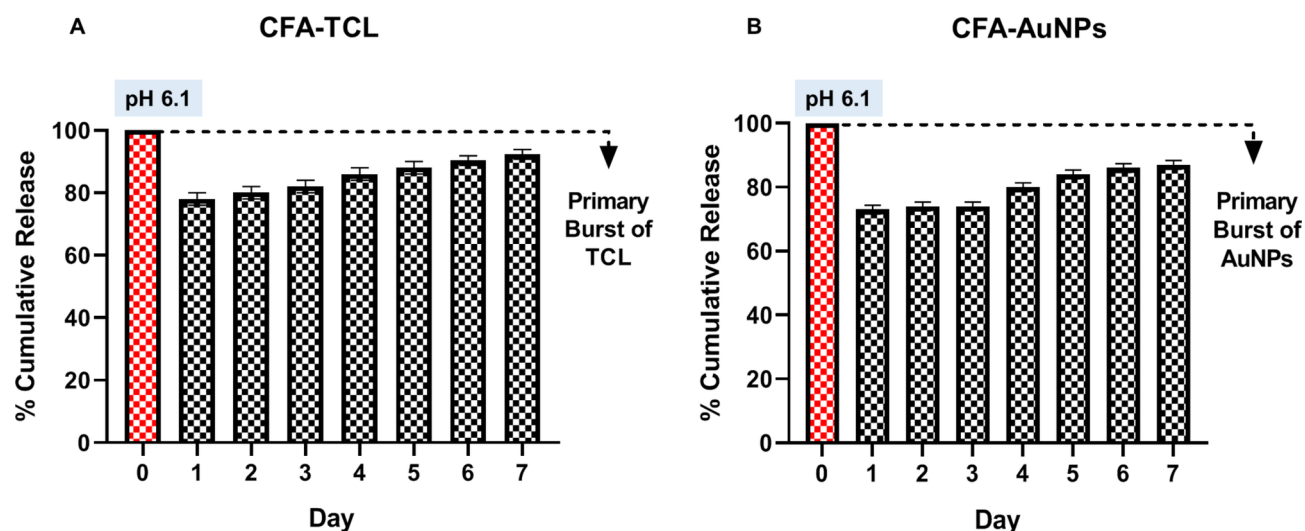 A
CFA-TCL
pH 6.1
% Cumulative Release
100
80
60
40
20
0
0 1 2 3 4 5 6 7
Day
Primary
Burst of
TCL
B
CFA-AuNPs
pH 6.1
% Cumulative Release
100
80
60
40
20
0
0 1 2 3 4 5 6 7
Day
Primary
Burst of
AuNPs